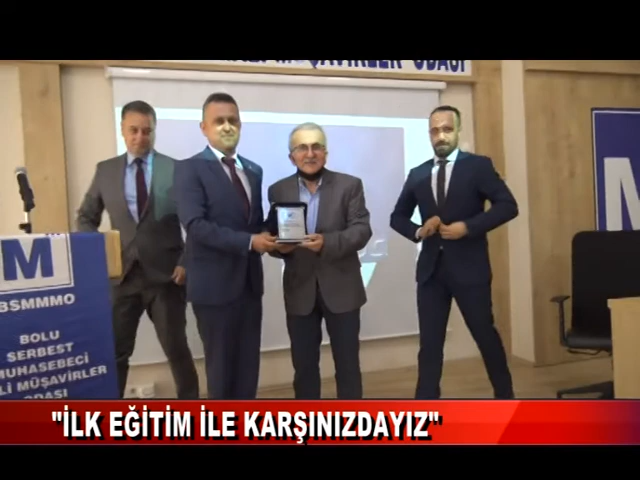 MÜŞAVİRLER ODASI
M
BSMMMO
BOLU
SERBEST
MUHASEBECİ
Lİ MÜŞAVİRLER
ODASI
M
"İLK EĞİTİM İLE KARŞINIZDAYIZ"